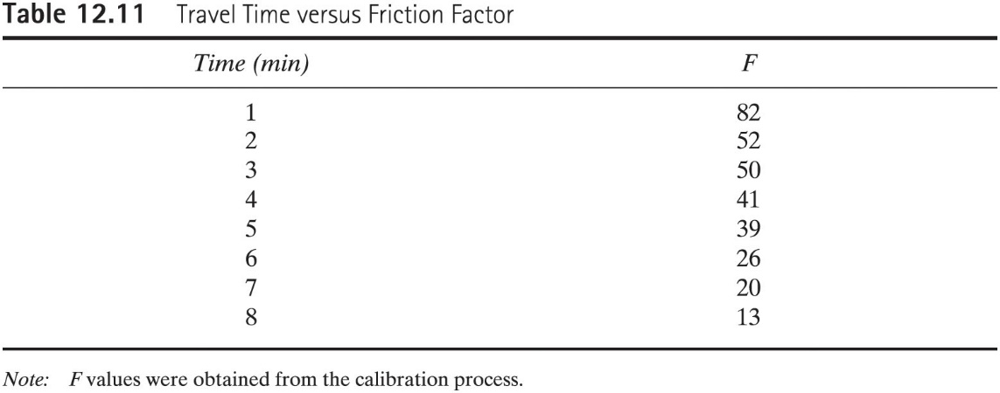 Table 12.11 Travel Time versus Friction Factor
Time (min) F
1 82
2 52
3 50
4 41
5 39
6 26
7 20
8 13
Note: F values were obtained from the calibration process.